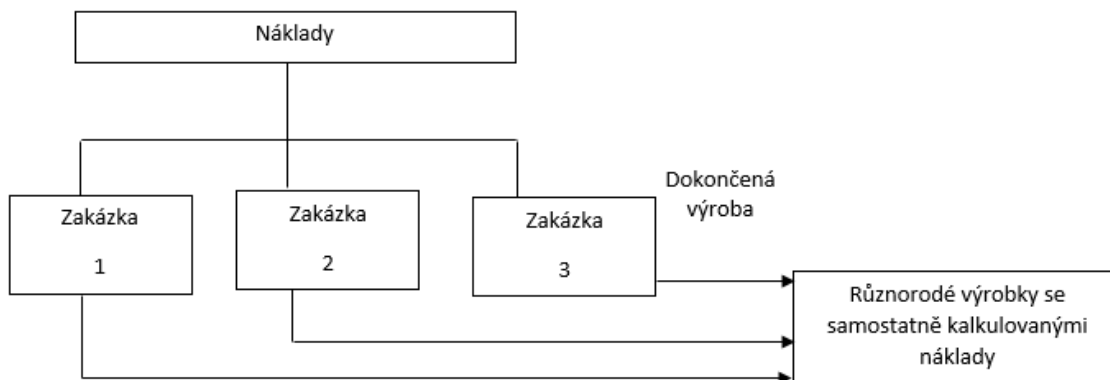 Náklady
Dokončená
výroba
Zakázka
1
Zakázka
2
Zakázka
3
Různorodé výrobky se
samostatně kalkulovanými
náklady